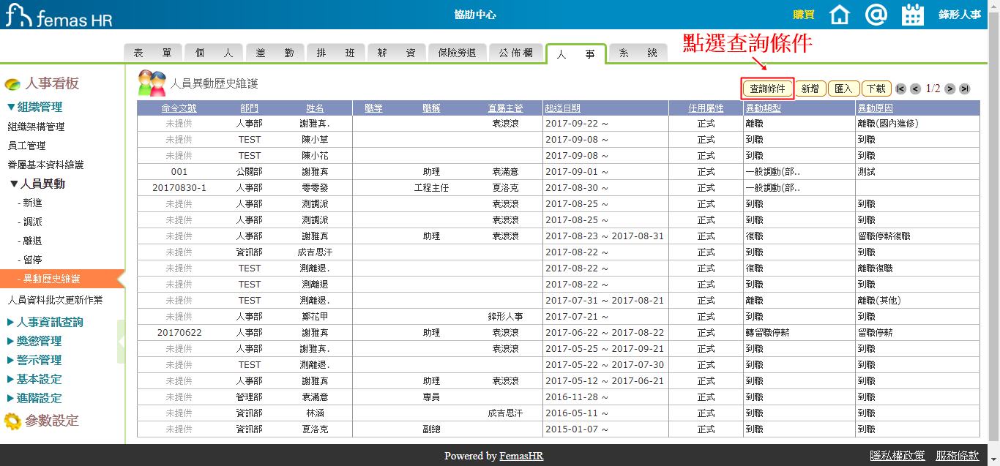 femas HR 協助中心 購買 鋒形人事
表 單 個 人 差 勤 排 班 薪 資 保險勞退 公 佈 欄 人 事 系 統
點選查詢條件
人事看板
人員異動歷史維護
查詢條件 新增 匯入 下載 1/2
▼組織管理
組織架構管理
員工管理
眷屬基本資料維護
▼人員異動
- 新進
- 調派
- 離退
- 留停
- 異動歷史維護
人員資料批次更新作業
▶人事資訊查詢
▶獎懲管理
▶警示管理
▶基本設定
▶進階設定
參數設定
命令文號 部門 姓名 職等 職稱 直屬主管 起迄日期 任用屬性 異動類型 異動原因
未提供 人事部 謝雅真. 袁滾滾 2017-09-22 ~ 正式 離職 離職(國內進修)
未提供 TEST 陳小草 2017-09-08 ~ 正式 到職 到職
未提供 TEST 陳小花 2017-09-08 ~ 正式 到職 到職
001 公關部 謝雅真 助理 袁滿意 2017-09-01 ~ 正式 一般調動(部.. 測試
20170830-1 人事部 零零發 工程主任 夏洛克 2017-08-30 ~ 正式 一般調動(部..
未提供 人事部 測調派 袁滾滾 2017-08-25 ~ 正式 到職 到職
未提供 人事部 測調派 袁滾滾 2017-08-25 ~ 正式 到職 到職
未提供 人事部 謝雅真 助理 袁滾滾 2017-08-23 ~ 2017-08-31 正式 復職 留職停薪復職
未提供 資訊部 成吉思汗 2017-08-22 ~ 正式 到職 到職
未提供 TEST 測離退. 2017-08-22 ~ 正式 復職 離職復職
未提供 TEST 測離退 2017-08-22 ~ 正式 到職 到職
未提供 TEST 測離退. 2017-07-31 ~ 2017-08-21 正式 離職 離職(其他)
未提供 人事部 鄭花甲 鋒形人事 2017-07-21 ~ 正式 到職 到職
20170622 人事部 謝雅真 助理 袁滾滾 2017-06-22 ~ 2017-08-22 正式 轉留職停薪 留職停薪
未提供 人事部 謝雅真. 袁滾滾 2017-05-25 ~ 2017-09-21 正式 到職 到職
未提供 TEST 測離退. 2017-05-22 ~ 2017-07-30 正式 到職 到職
未提供 人事部 謝雅真 助理 袁滾滾 2017-05-12 ~ 2017-06-21 正式 到職 到職
未提供 管理部 袁滿意 專員 2016-11-28 ~ 正式 到職 到職
未提供 資訊部 林涵 成吉思汗 2016-05-11 ~ 正式 到職 到職
未提供 資訊部 夏洛克 副總 2015-01-07 ~ 正式 到職 到職
Powered by FemasHR 隱私權政策 服務條款